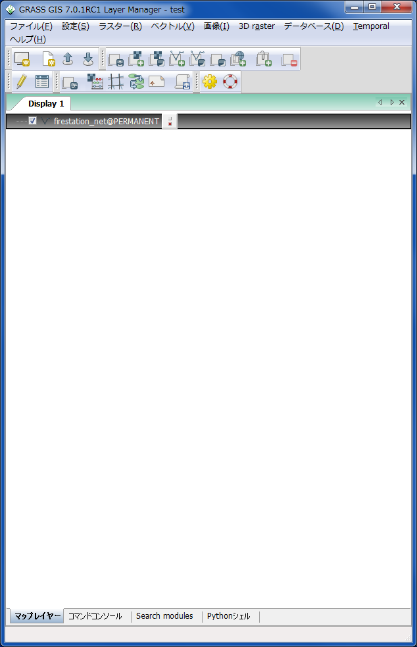 GRASS GIS 7.0.1RC1 Layer Manager - test
ファイル(F) 設定(S) ラスター(R) ベクトル(V) 画像(I) 3D raster データベース(D) Temporal
ヘルプ(H)
Display 1
firestation_net@PERMANENT
マップレイヤー コマンドコンソール Search modules Pythonシェル